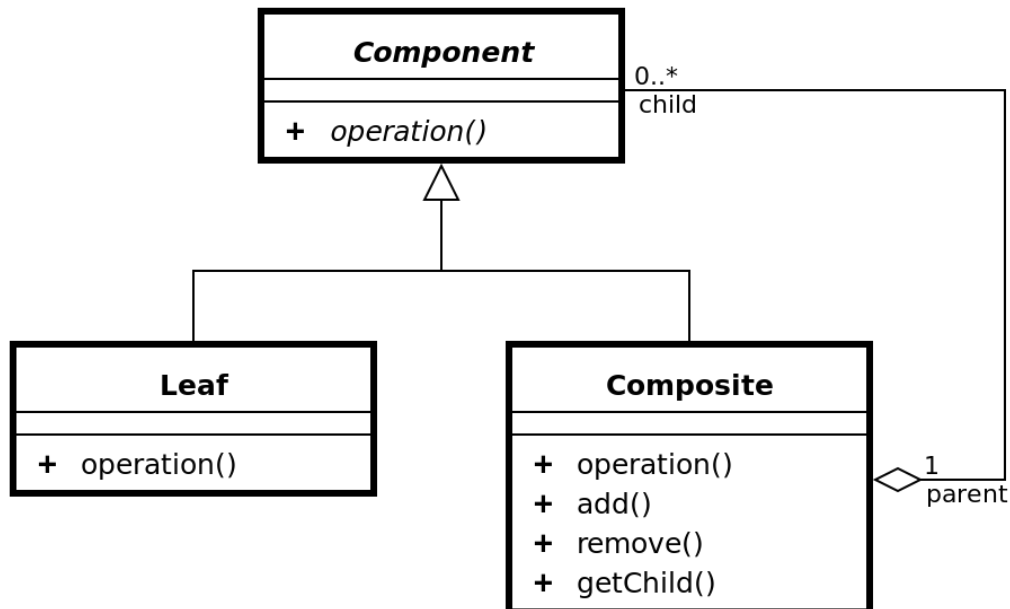 Component
+ operation()
0..*
child
Leaf
+ operation()
Composite
+ operation()
+ add()
+ remove()
+ getChild()
1
parent